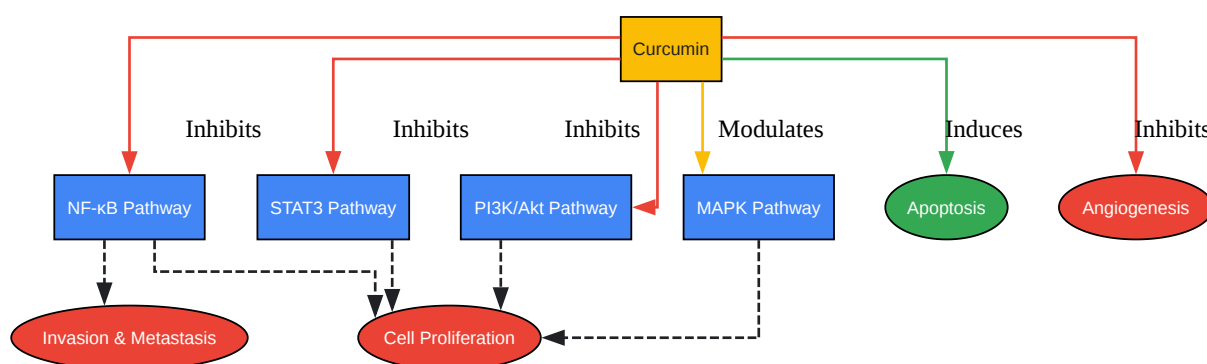 Curcumin
Inhibits
Inhibits
Inhibits
Modulates
Induces
Inhibits
NF-κB Pathway
STAT3 Pathway
PI3K/Akt Pathway
MAPK Pathway
Apoptosis
Angiogenesis
Invasion & Metastasis
Cell Proliferation